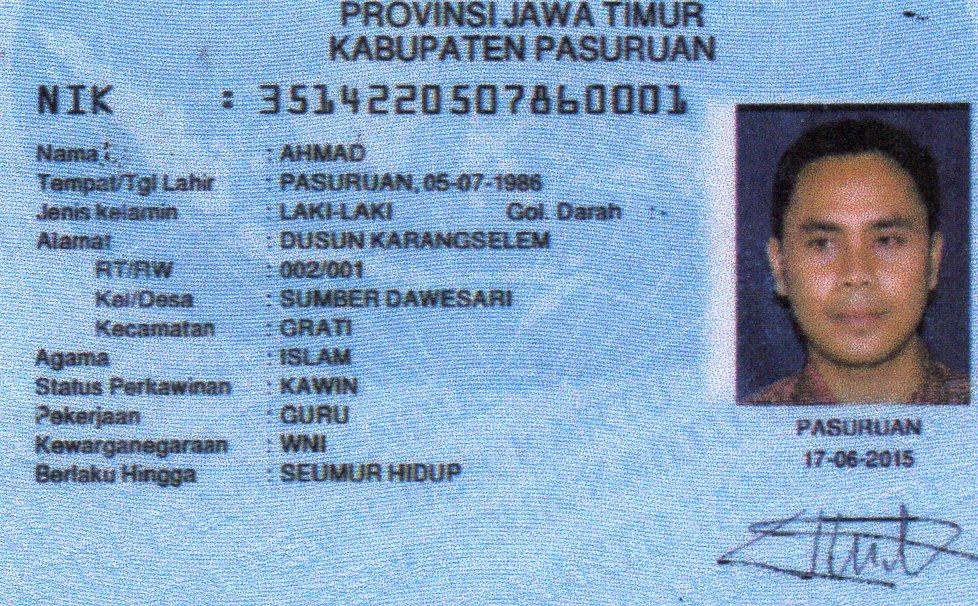 PROVINSI JAWA TIMUR
KABUPATEN PASURUAN
NIK : 3514220507860001
Nama : AHMAD
Tempat/Tgl Lahir : PASURUAN, 05-07-1986
Jenis kelamin : LAKI-LAKI Gol. Darah : -
Alamat : DUSUN KARANGSELEM
RT/RW : 002/001
Kel/Desa : SUMBER DAWESARI
Kecamatan : GRATI
Agama : ISLAM
Status Perkawinan : KAWIN
Pekerjaan : GURU
Kewarganegaraan : WNI
Berlaku Hingga : SEUMUR HIDUP
PASURUAN
17-06-2015